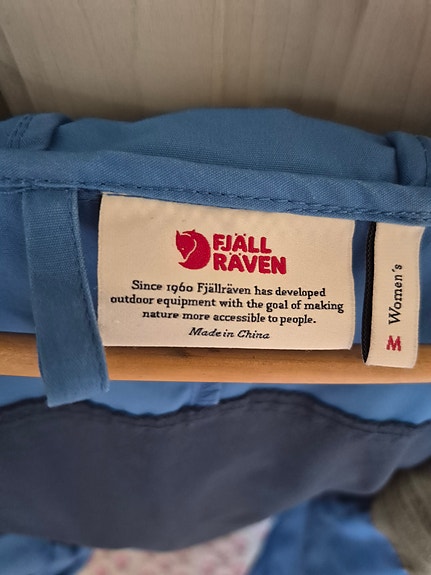 FJÄLL
RÄVEN
Since 1960 Fjällräven has developed
outdoor equipment with the goal of making
nature more accessible to people.
Made in China
Women's
M